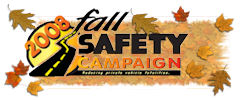 2008 fall
SAFETY
CAMPAIGN
Reducing private vehicle fatalities.